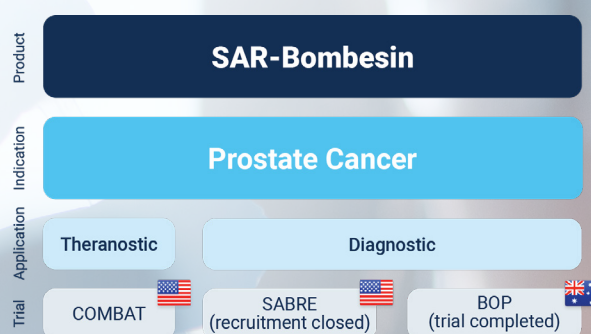 Product
SAR-Bombesin
Indication
Prostate Cancer
Application
Theranostic
Diagnostic
Trial
COMBAT
SABRE
(recruitment closed)
BOP
(trial completed)